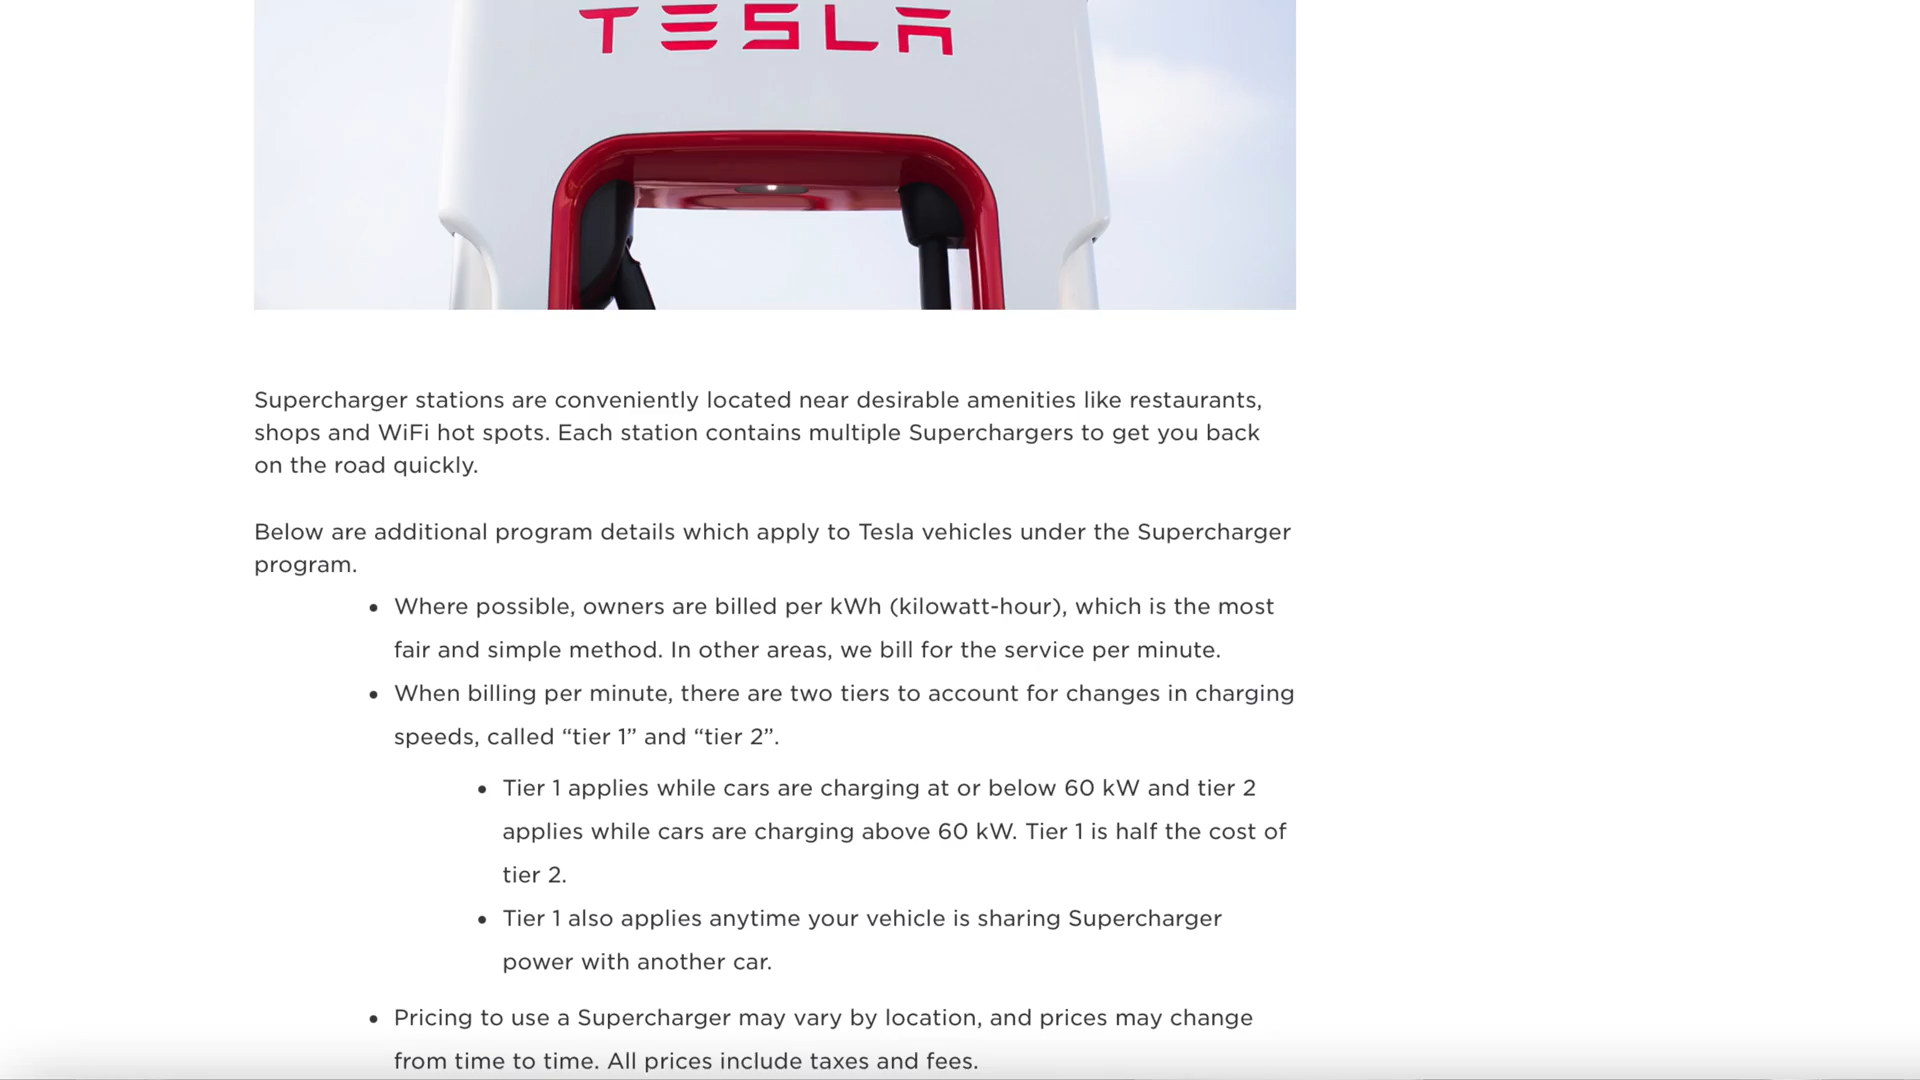 TESLA
Supercharger stations are conveniently located near desirable amenities like restaurants,
shops and WiFi hot spots. Each station contains multiple Superchargers to get you back
on the road quickly.
Below are additional program details which apply to Tesla vehicles under the Supercharger
program.
• Where possible, owners are billed per kWh (kilowatt-hour), which is the most
fair and simple method. In other areas, we bill for the service per minute.
• When billing per minute, there are two tiers to account for changes in charging
speeds, called “tier 1” and “tier 2”.
• Tier 1 applies while cars are charging at or below 60 kW and tier 2
applies while cars are charging above 60 kW. Tier 1 is half the cost of
tier 2.
• Tier 1 also applies anytime your vehicle is sharing Supercharger
power with another car.
• Pricing to use a Supercharger may vary by location, and prices may change
from time to time. All prices include taxes and fees.